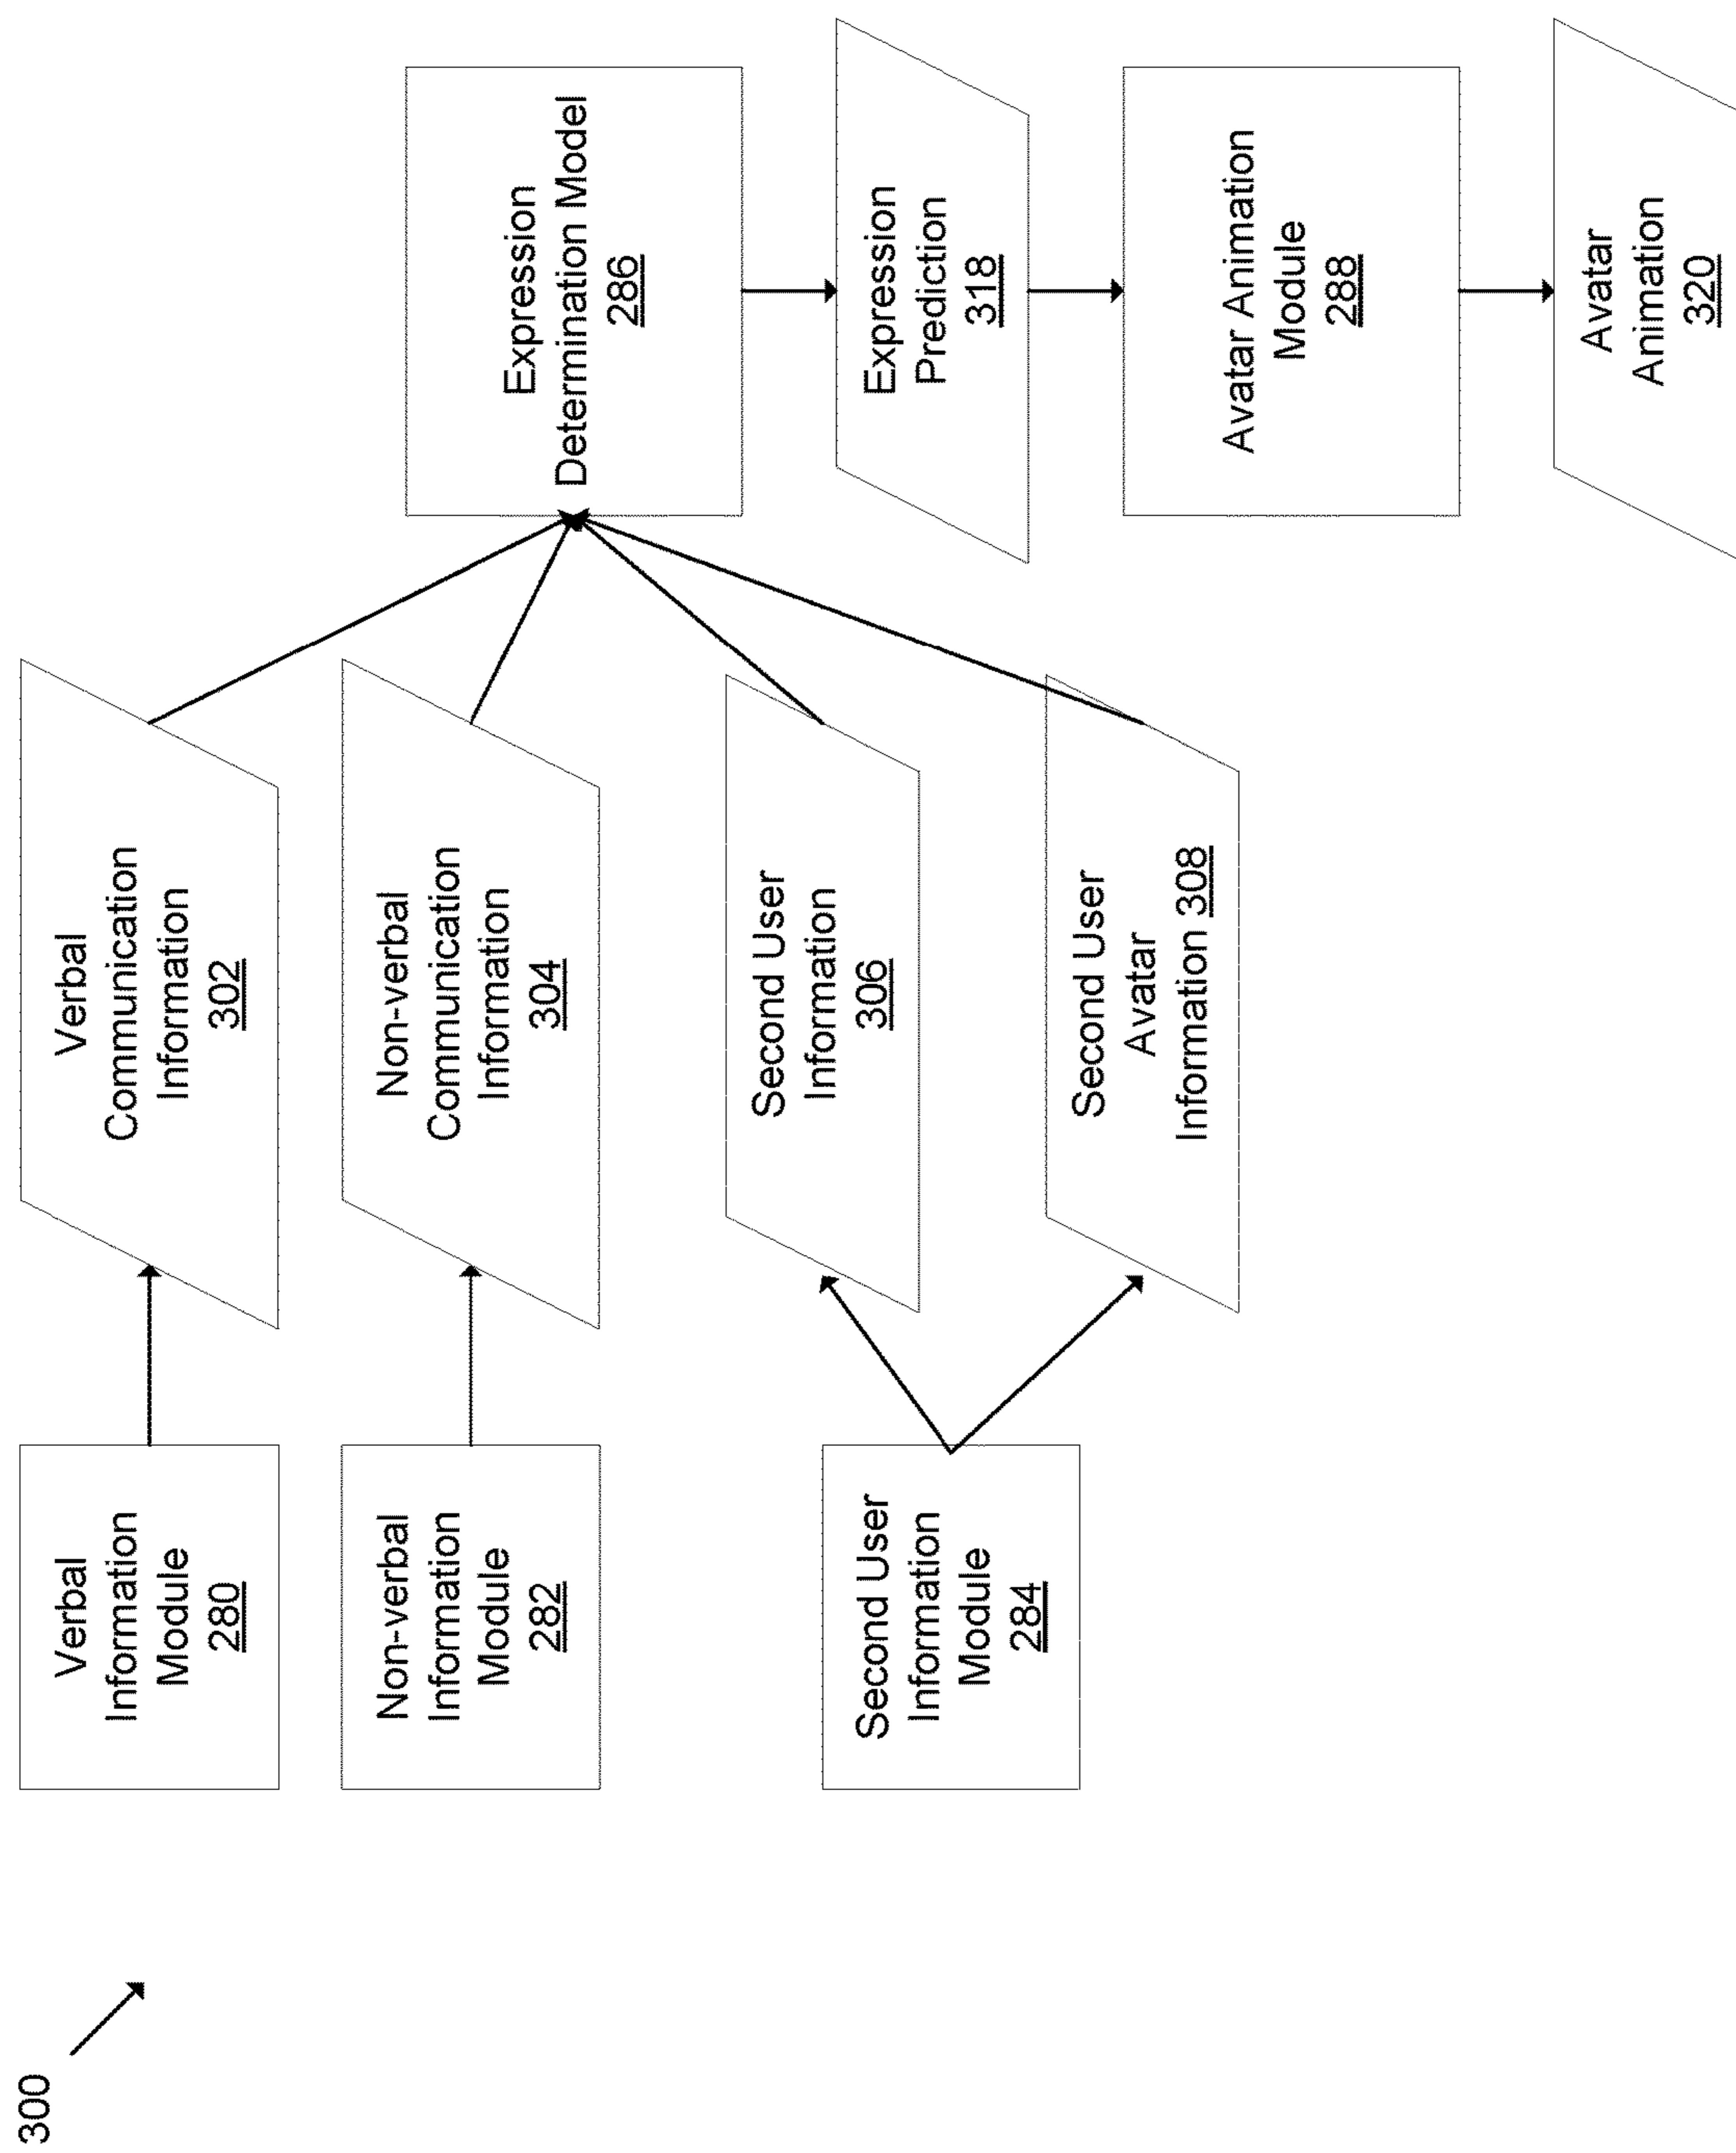 300
Verbal
Information
Module
280
Verbal
Communication
Information
302
Non-verbal
Information
Module
282
Non-verbal
Communication
Information
304
Second User
Information
Module
284
Second User
Information
306
Second User
Avatar
Information 308
Expression
Determination Model
286
Expression
Prediction
318
Avatar Animation
Module
288
Avatar
Animation
320